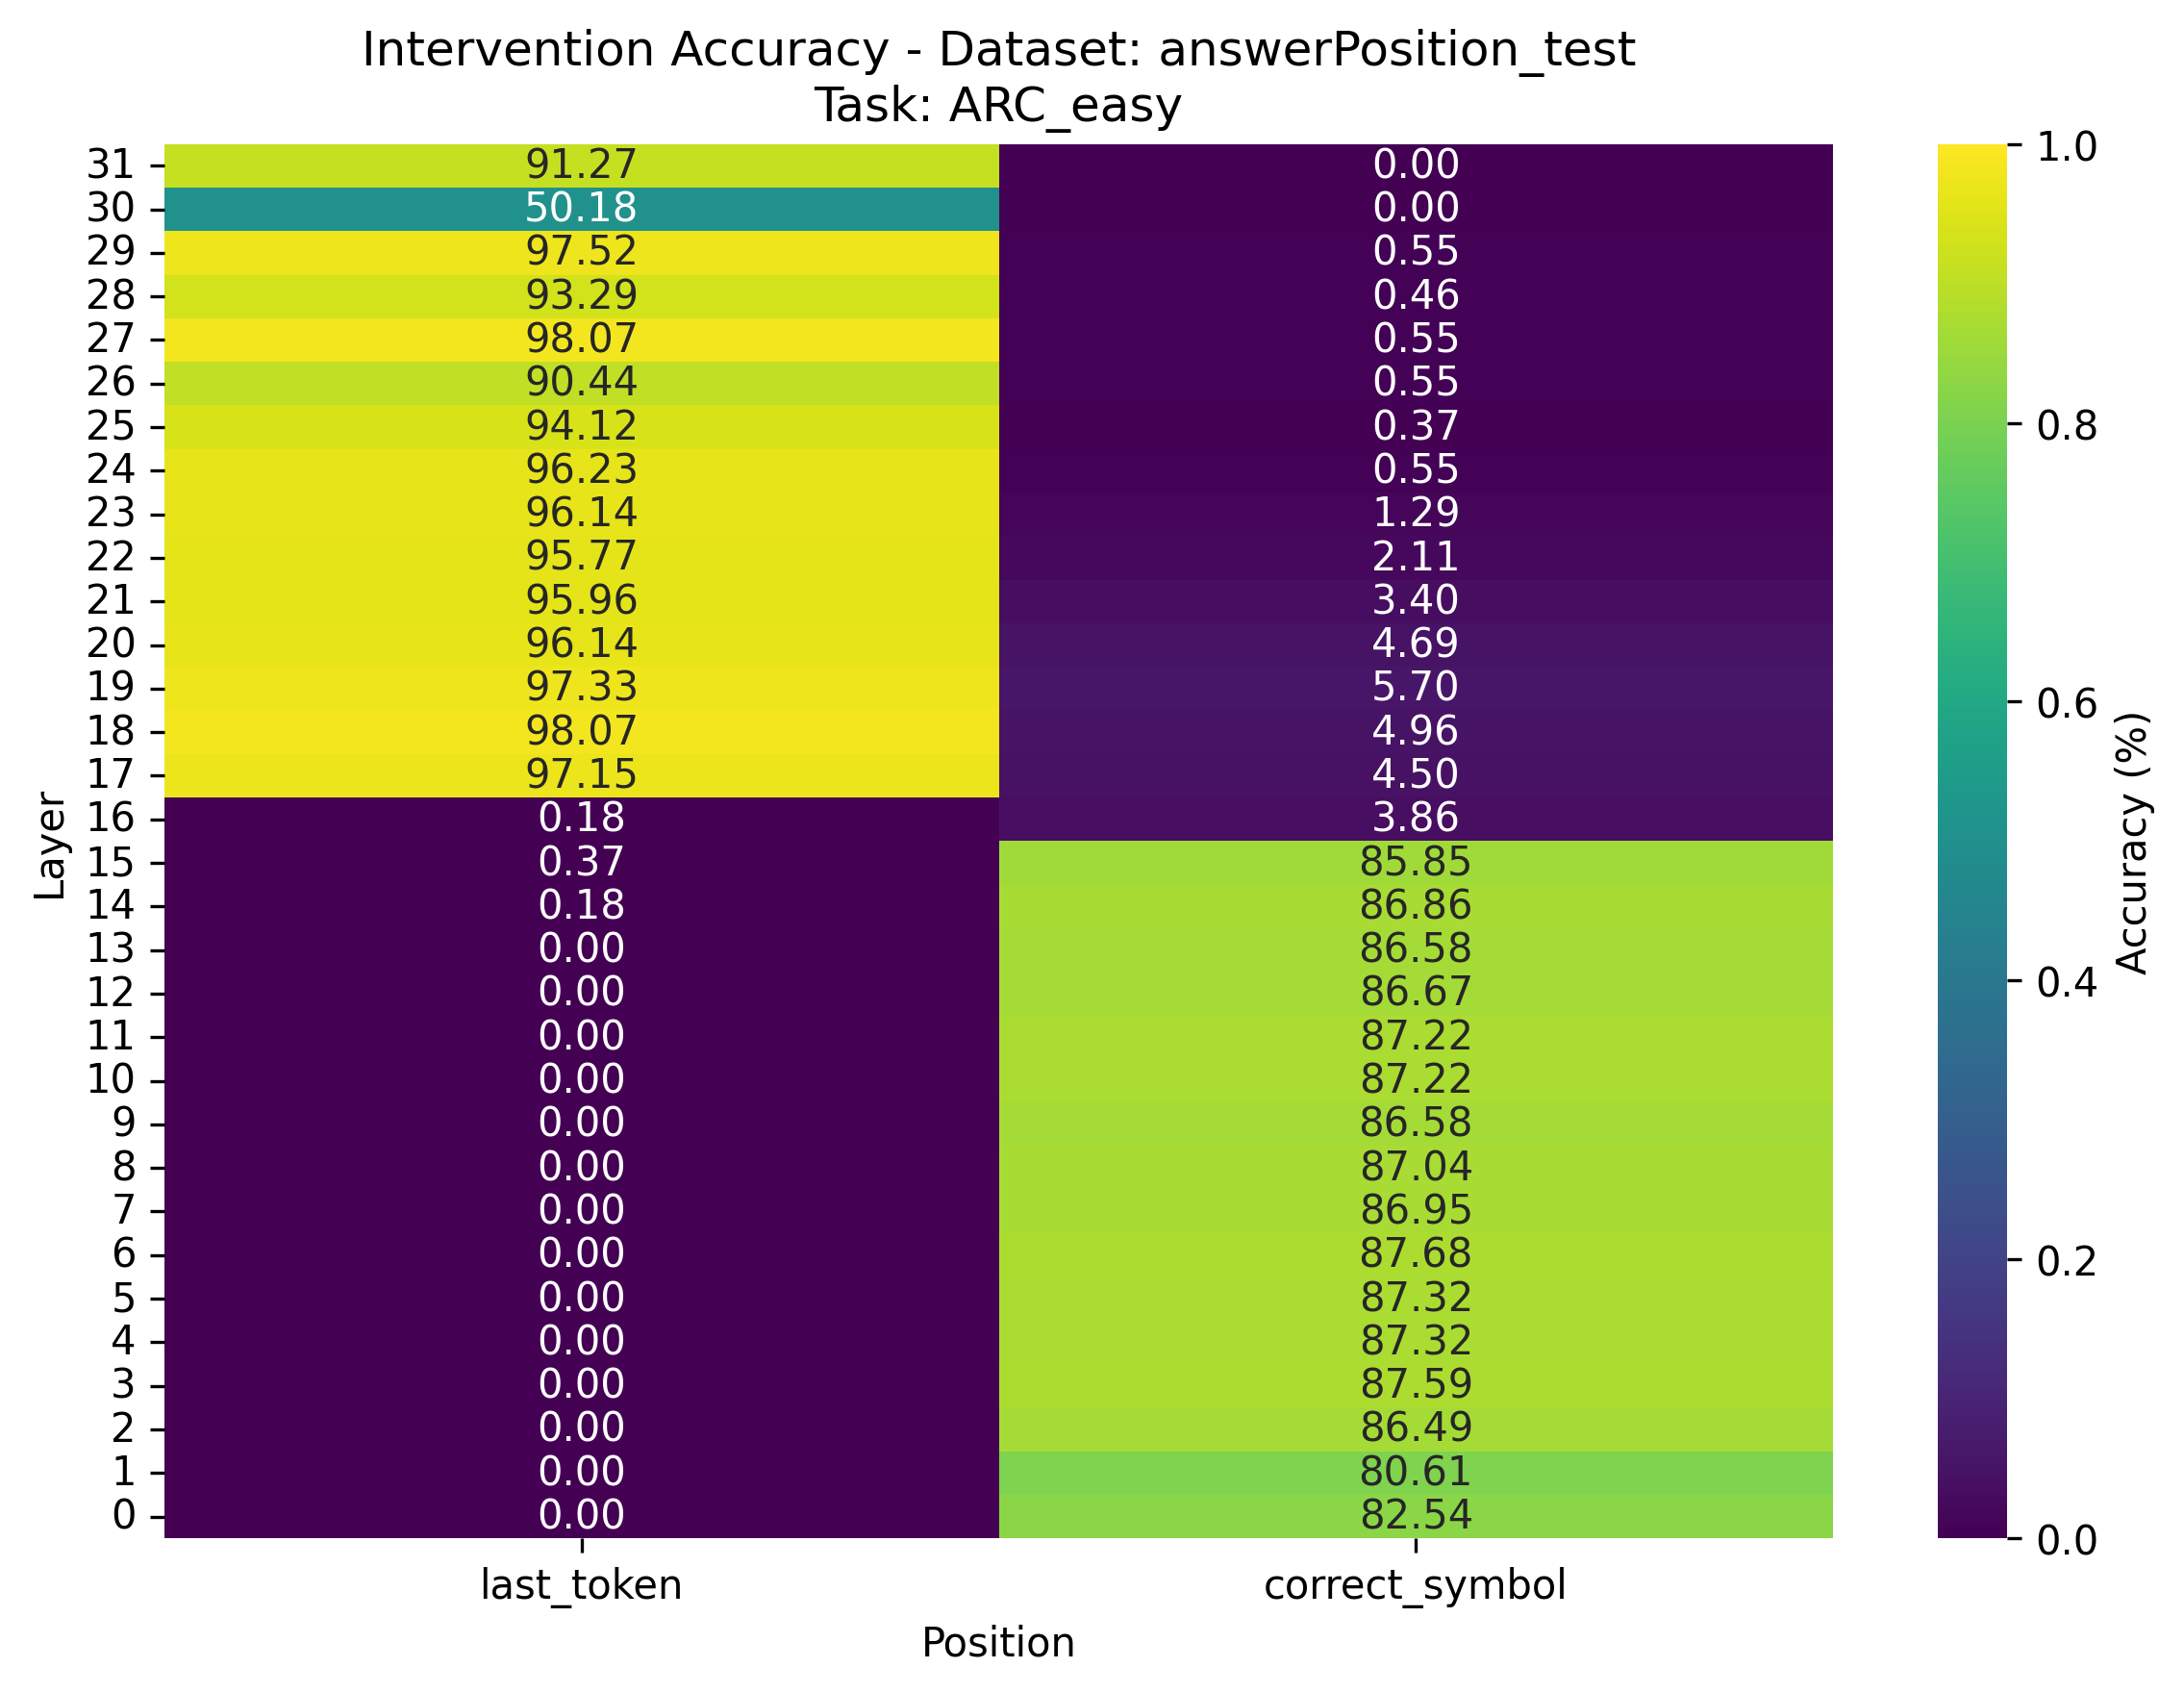 Intervention Accuracy - Dataset: answerPosition_test
Task: ARC_easy
31 91.27 0.00
30 50.18 0.00
29 97.52 0.55
28 93.29 0.46
27 98.07 0.55
26 90.44 0.55
25 94.12 0.37
24 96.23 0.55
23 96.14 1.29
22 95.77 2.11
21 95.96 3.40
20 96.14 4.69
19 97.33 5.70
18 98.07 4.96
17 97.15 4.50
16 0.18 3.86
15 0.37 85.85
14 0.18 86.86
13 0.00 86.58
12 0.00 86.67
11 0.00 87.22
10 0.00 87.22
9 0.00 86.58
8 0.00 87.04
7 0.00 86.95
6 0.00 87.68
5 0.00 87.32
4 0.00 87.32
3 0.00 87.59
2 0.00 86.49
1 0.00 80.61
0 0.00 82.54
Layer
last_token correct_symbol
Position
1.0
0.8
0.6
0.4
0.2
0.0
Accuracy (%)